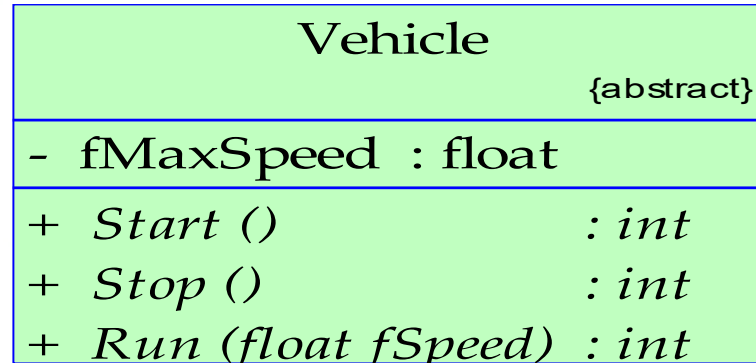 Vehicle
{abstract}
- fMaxSpeed : float
+ Start () : int
+ Stop () : int
+ Run (float fSpeed) : int